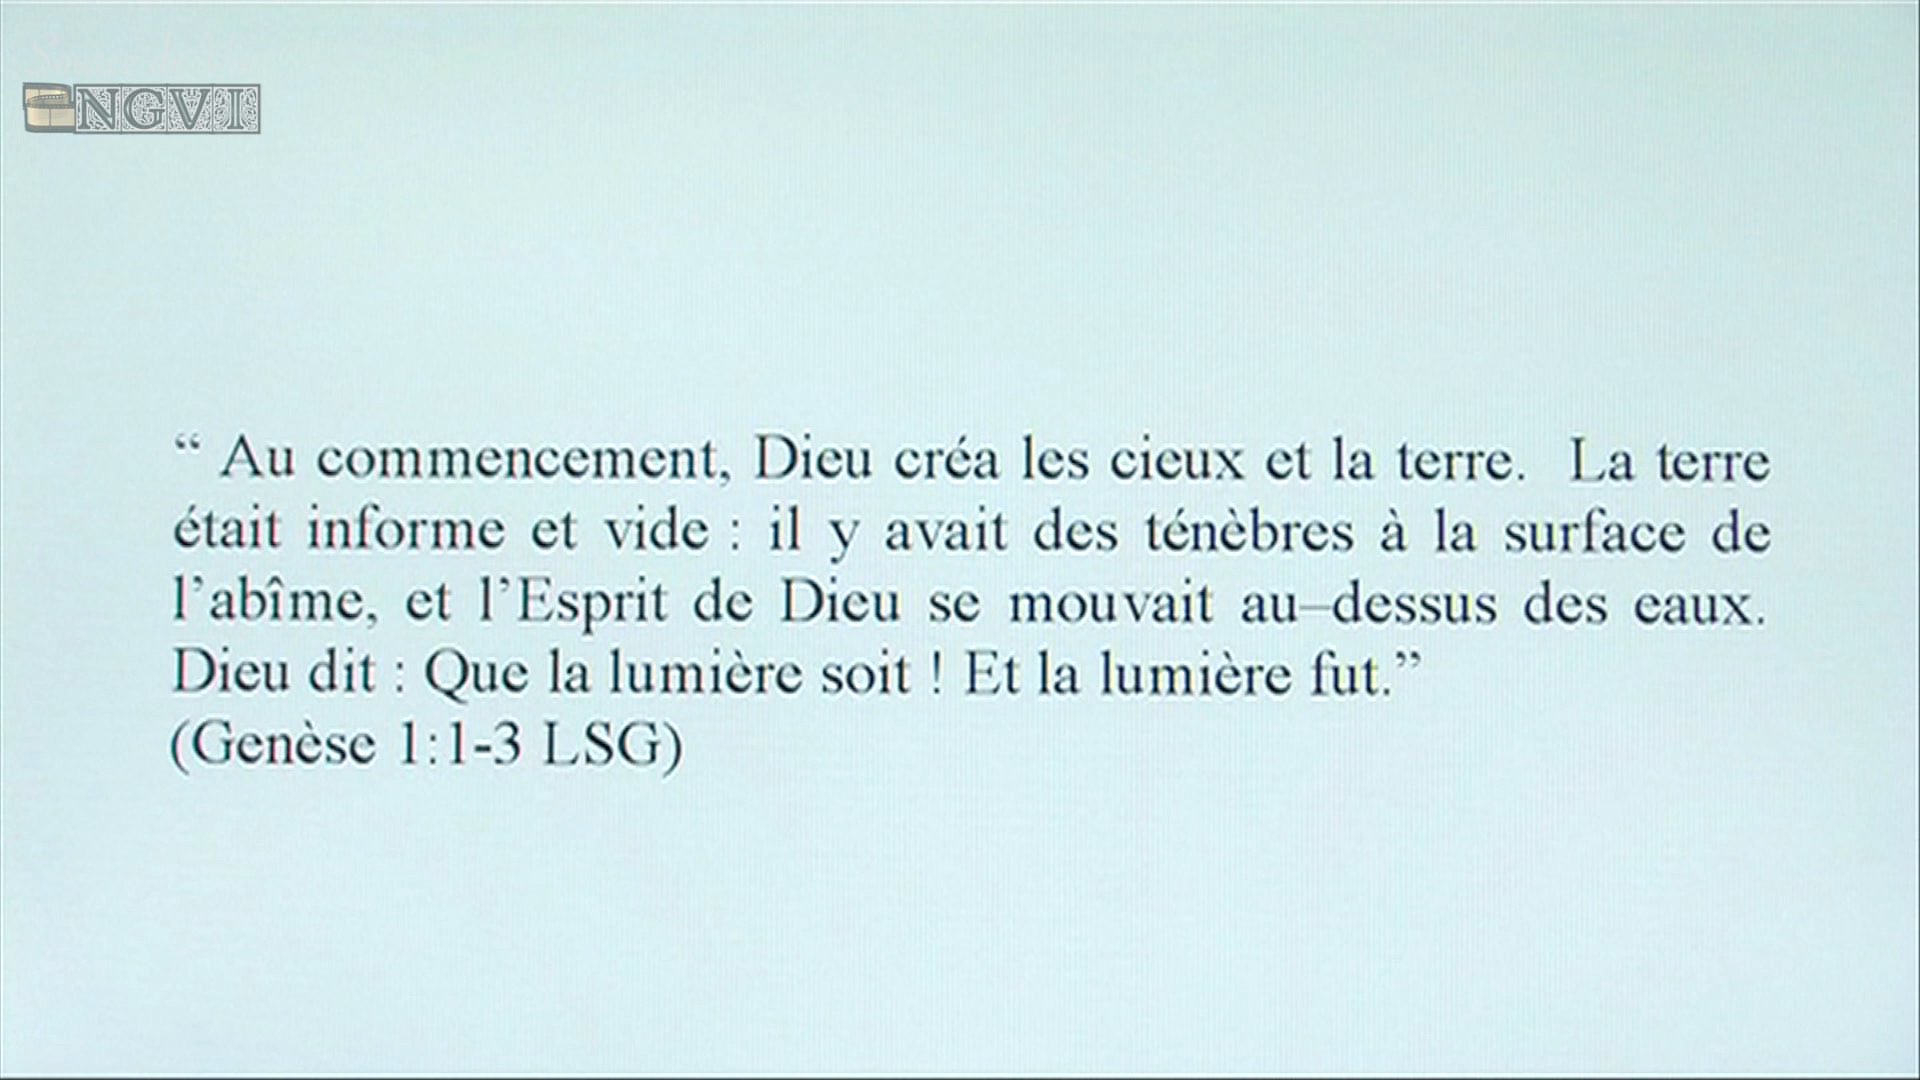 NGVI
“ Au commencement, Dieu créa les cieux et la terre. La terre
était informe et vide : il y avait des ténèbres à la surface de
l’abîme, et l’Esprit de Dieu se mouvait au–dessus des eaux.
Dieu dit : Que la lumière soit ! Et la lumière fut.”
(Genèse 1:1-3 LSG)